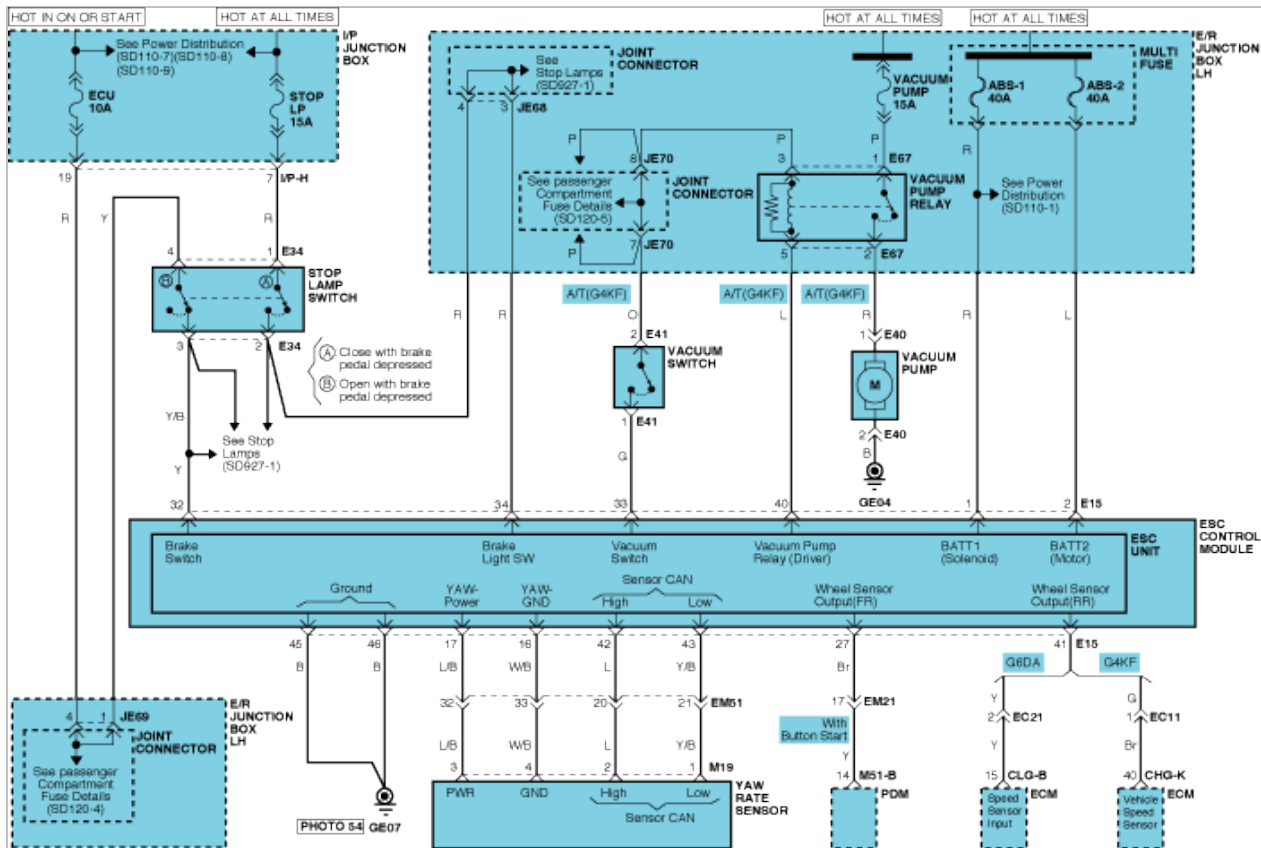 HOT IN ON OR START
HOT AT ALL TIMES
HOT AT ALL TIMES
HOT AT ALL TIMES
I/P
JUNCTION
BOX
See Power Distribution
(SD110-7)(SD110-8)
(SD110-9)
ECU
10A
STOP
LP
15A
See
Stop Lamps
(SD927-1)
JOINT
CONNECTOR
4
3
JE68
VACUUM
PUMP
15A
ABS-1
40A
ABS-2
40A
MULTI
FUSE
E/R
JUNCTION
BOX
LH
P
P
P
R
8
JE70
3
1
E67
19
7
I/P-H
See passenger
Compartment
Fuse Details
(SD120-5)
JOINT
CONNECTOR
VACUUM
PUMP
RELAY
See Power
Distribution
(SD110-1)
R
Y
R
P
7
JE70
5
2
E67
4
1
E34
B
A
STOP
LAMP
SWITCH
A/T(G4KF)
A/T(G4KF)
A/T(G4KF)
R
R
O
L
R
R
L
3
2
E34
A: Close with brake
pedal depressed
B: Open with brake
pedal depressed
2
E41
VACUUM
SWITCH
1
E41
1
E40
VACUUM
PUMP
M
2
E40
B
GE04
Y/B
See Stop
Lamps
(SD927-1)
Y
G
32
34
33
40
1
2
E15
ESC
CONTROL
MODULE
ESC
UNIT
Brake
Switch
Brake
Light SW
Vacuum
Switch
Vacuum Pump
Relay (Driver)
BATT1
(Solenoid)
BATT2
(Motor)
Ground
YAW-
Power
YAW-
GND
Sensor CAN
High
Low
Wheel Sensor
Output(FR)
Wheel Sensor
Output(RR)
45
46
17
16
42
43
27
41
E15
B
B
L/B
W/B
L
Y/B
Br
G6DA
G4KF
32
33
20
21
EM51
17
EM21
Y
G
2
EC21
1
EC11
With
Button Start
L/B
W/B
L
Y/B
Y
Y
Br
3
4
2
1
M19
14
M51-B
15
CLG-B
40
CHG-K
PWR
GND
High
Low
Sensor CAN
YAW
RATE
SENSOR
PDM
Speed
Sensor
Input
ECM
Vehicle
Speed
Sensor
ECM
4
1
JE69
JOINT
CONNECTOR
E/R
JUNCTION
BOX
LH
See passenger
Compartment
Fuse Details
(SD120-4)
PHOTO 54
GE07